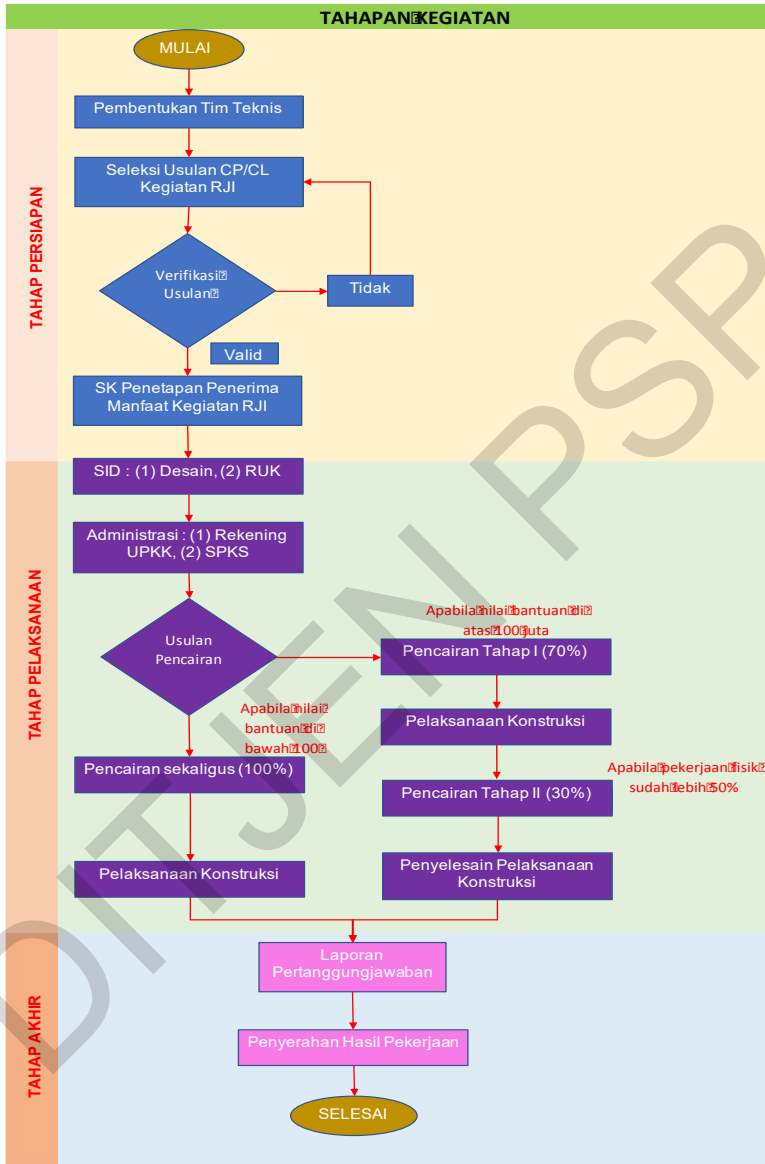 TAHAPAN KEGIATAN
MULAI
TAHAP PERSIAPAN
Pembentukan Tim Teknis
Seleksi Usulan CP/CL
Kegiatan RJI
Verifikasi
Usulan
Tidak
Valid
SK Penetapan Penerima
Manfaat Kegiatan RJI
TAHAP PELAKSANAAN
SID : (1) Desain, (2) RUK
Administrasi : (1) Rekening
UPKK, (2) SPKS
Usulan
Pencairan
Apabila nilai bantuan di
atas 100 juta
Pencairan Tahap I (70%)
Apabila nilai
bantuan di
bawah 100
Pelaksanaan Konstruksi
Pencairan sekaligus (100%)
Apabila pekerjaan fisik
sudah lebih 50%
Pencairan Tahap II (30%)
Pelaksanaan Konstruksi
Penyelesain Pelaksanaan
Konstruksi
TAHAP AKHIR
Laporan
Pertanggungjawaban
Penyerahan Hasil Pekerjaan
SELESAI
DITJEN PSP